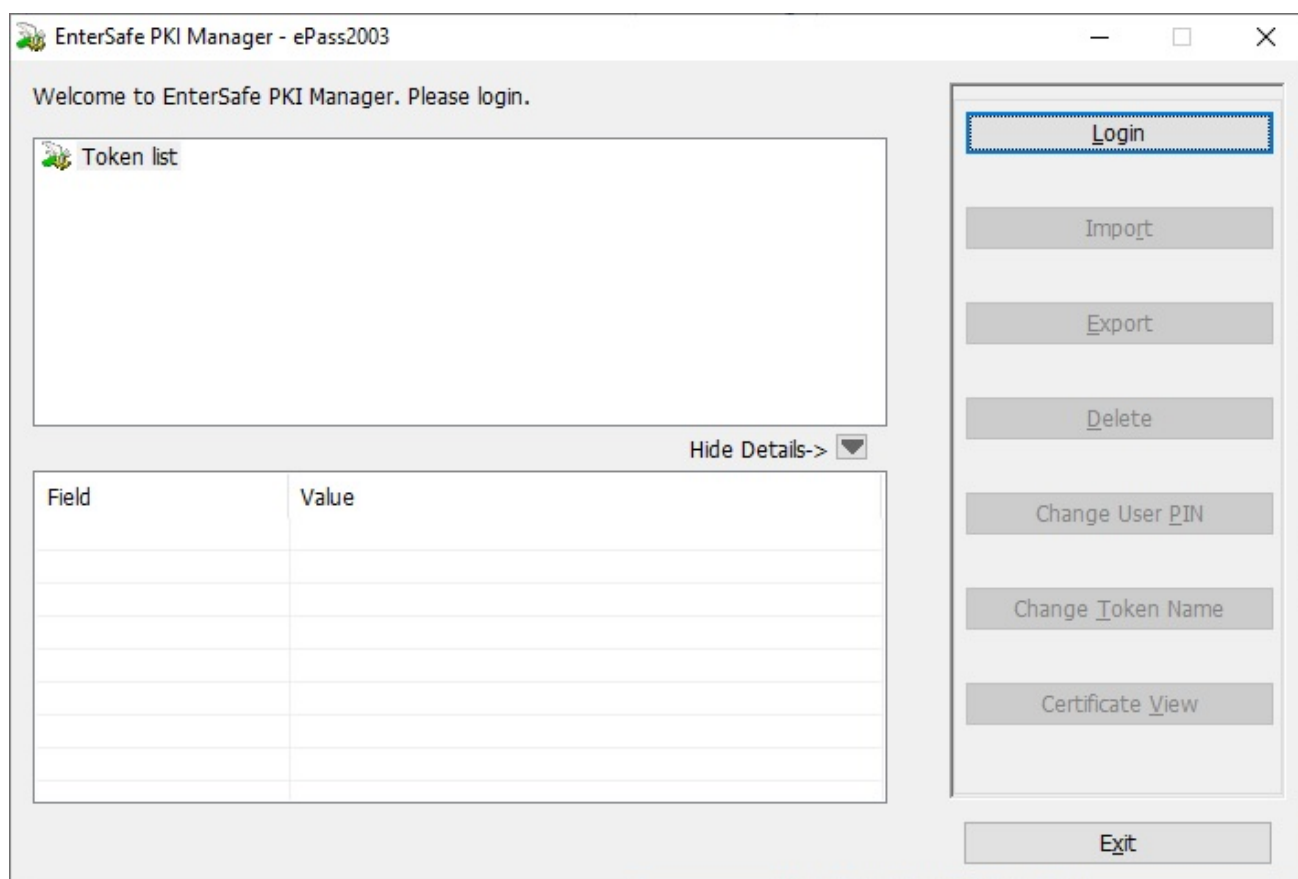 EnterSafe PKI Manager - ePass2003
Welcome to EnterSafe PKI Manager. Please login.
Token list
Hide Details->
Field Value
Login
Import
Export
Delete
Change User PIN
Change Token Name
Certificate View
Exit